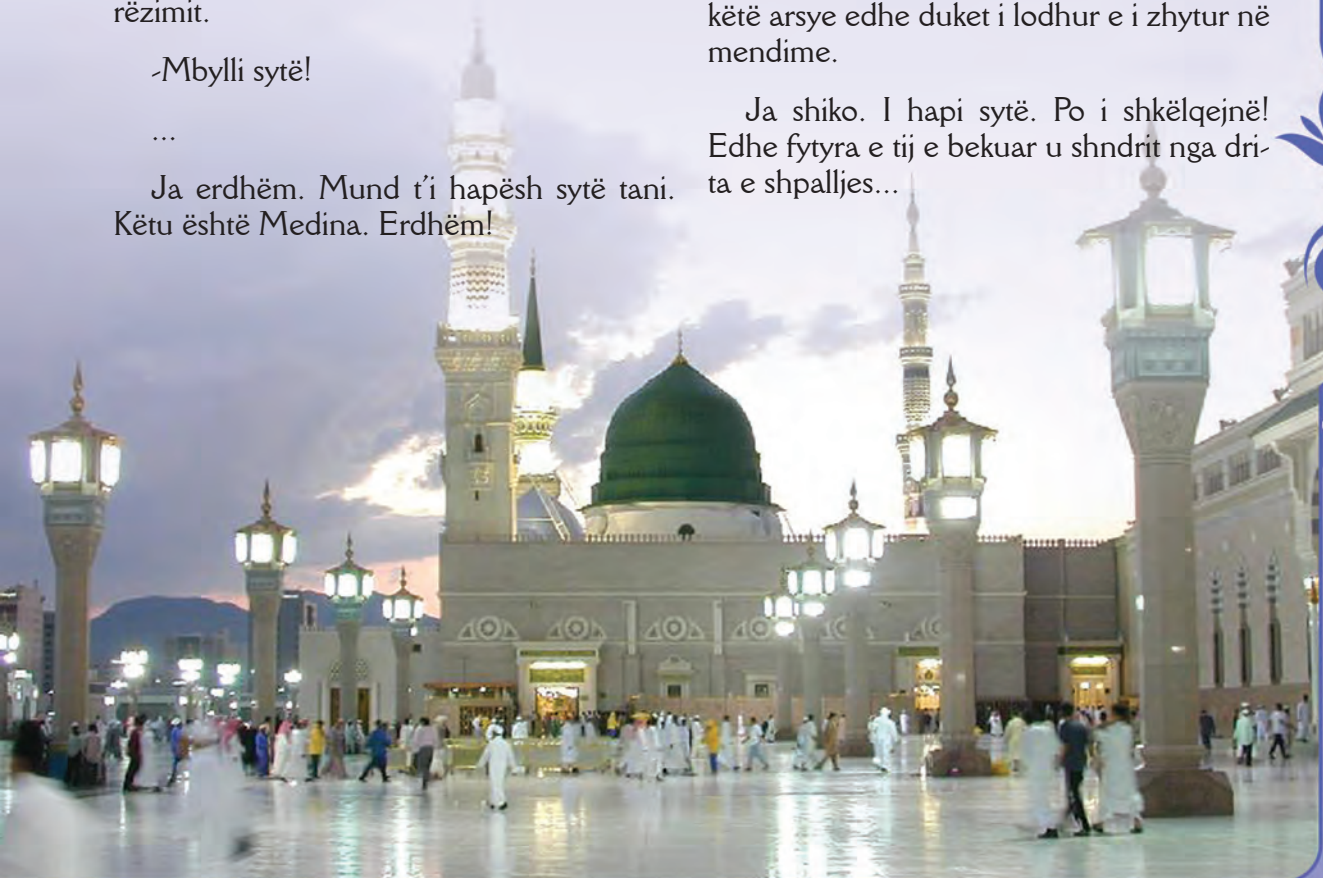 rëzimit.
-Mbylli sytë!
...
Ja erdhëm. Mund t'i hapësh sytë tani.
Këtu është Medina. Erdhëm!
këtë arsye edhe duket i lodhur e i zhytur në
mendime.
Ja shiko. I hapi sytë. Po i shkëlqejnë!
Edhe fytyra e tij e bekuar u shndrit nga dri-
ta e shpalljes...